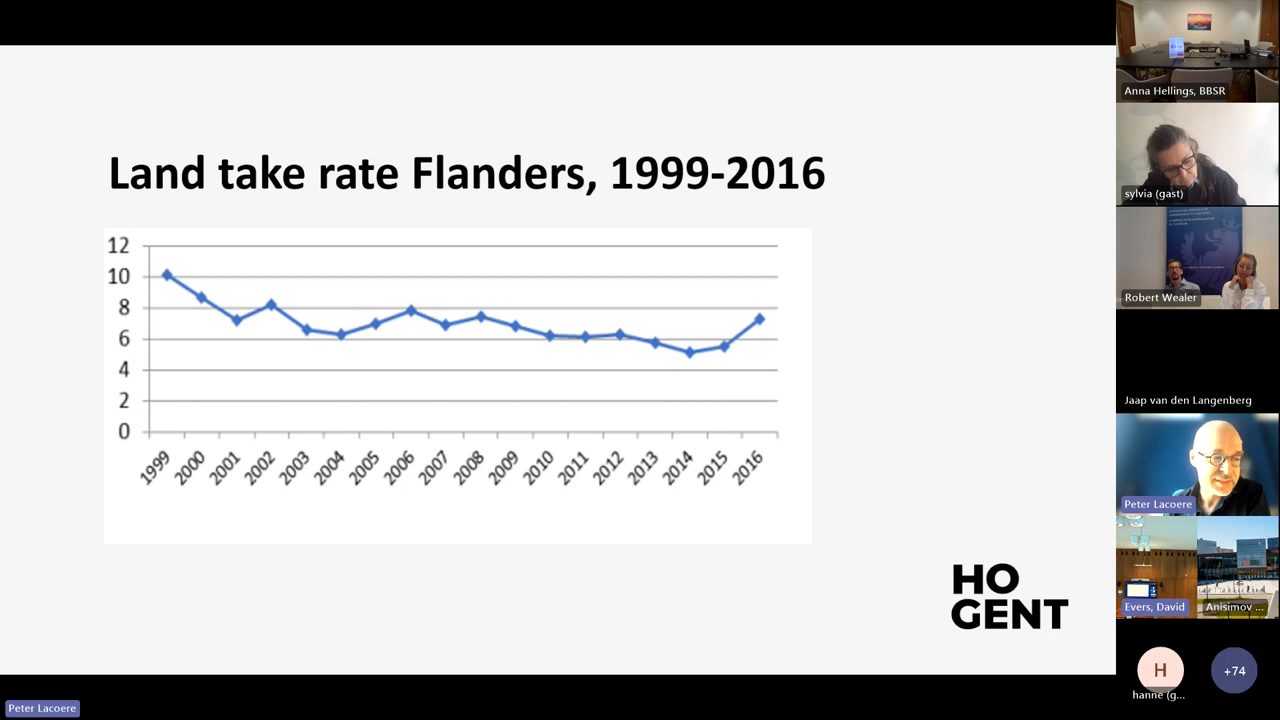 Land take rate Flanders, 1999-2016
12
10
8
6
4
2
0
1999 2000 2001 2002 2003 2004 2005 2006 2007 2008 2009 2010 2011 2012 2013 2014 2015 2016
HO
GENT
Peter Lacoere
Anna Hellings, BBSR
sylvia (gast)
Robert Wealer
Jaap van den Langenberg
Peter Lacoere
Evers, David
Anisimov ...
H
+74
hanne (g...